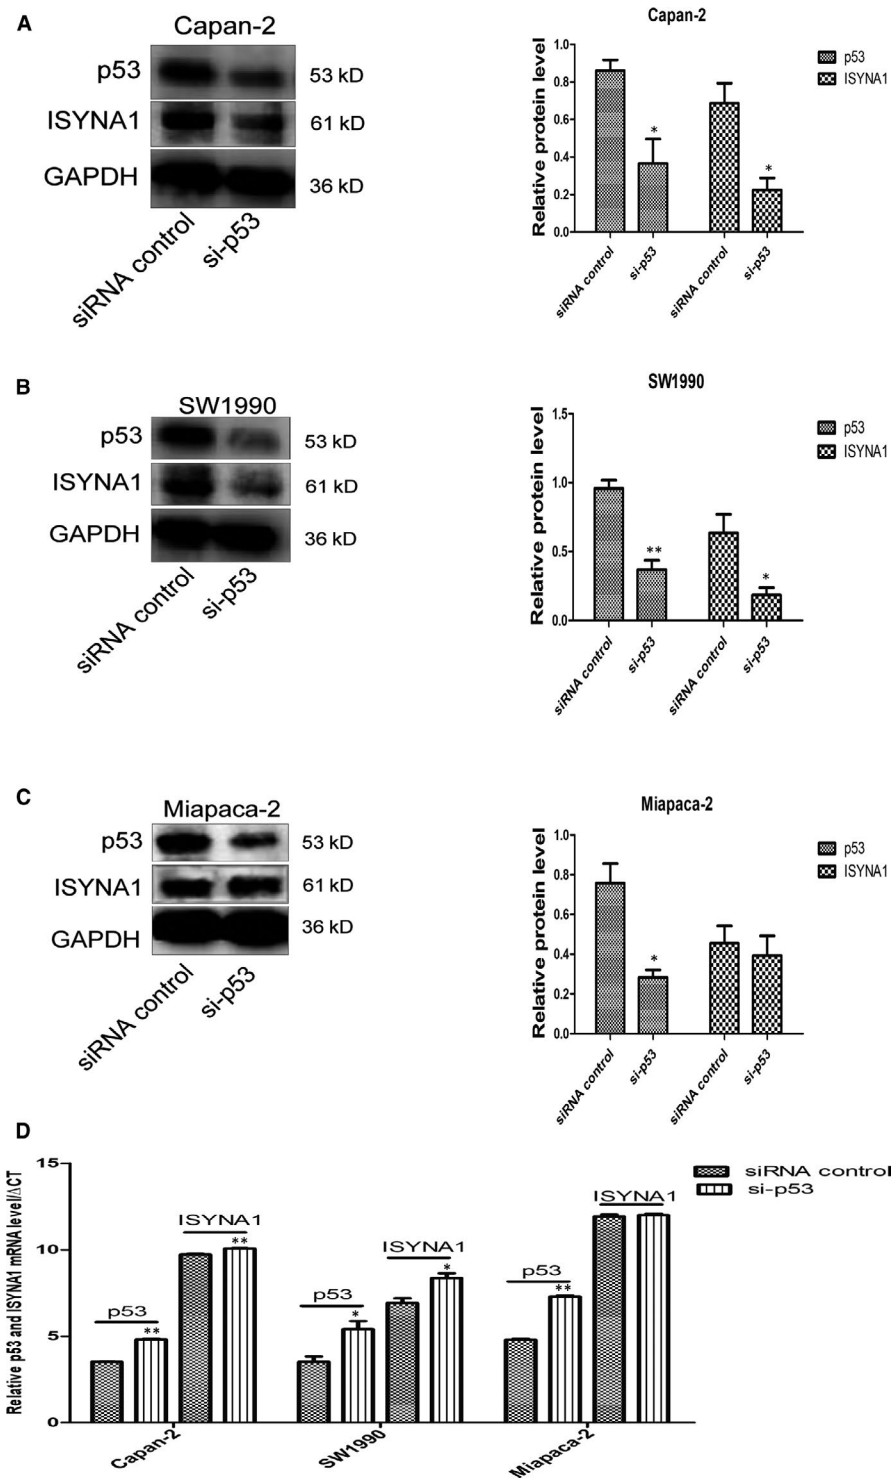 A
Capan-2
p53
53 kD
ISYNA1
61 kD
GAPDH
36 kD
siRNA control
si-p53
Capan-2
Relative protein level
1.0
0.8
0.6
0.4
0.2
0.0
*
*
siRNA control
si-p53
siRNA control
si-p53
p53
ISYNA1
B
SW1990
p53
53 kD
ISYNA1
61 kD
GAPDH
36 kD
siRNA control
si-p53
SW1990
Relative protein level
1.5
1.0
0.5
0.0
**
*
siRNA control
si-p53
siRNA control
si-p53
p53
ISYNA1
C
Miapaca-2
p53
53 kD
ISYNA1
61 kD
GAPDH
36 kD
siRNA control
si-p53
Miapaca-2
Relative protein level
1.0
0.8
0.6
0.4
0.2
0.0
*
siRNA control
si-p53
siRNA control
si-p53
p53
ISYNA1
D
Relative p53 and ISYNA1 mRNA level/ΔCT
15
10
5
0
p53
**
ISYNA1
**
p53
*
ISYNA1
*
p53
**
ISYNA1
Capan-2
SW1990
Miapaca-2
siRNA control
si-p53